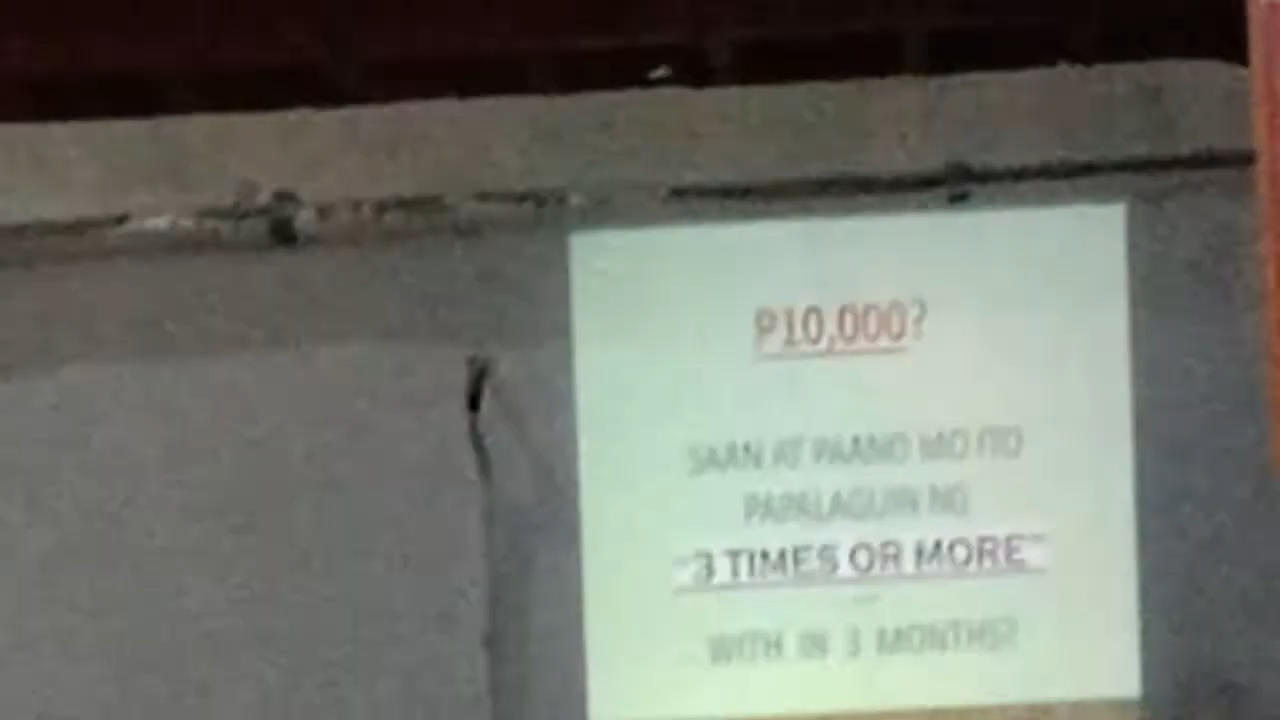 ₱10,000?
SAAN AT PAANO MO ITO
PAPALAGUIN NG
"3 TIMES OR MORE"
WITH IN 3 MONTHS?